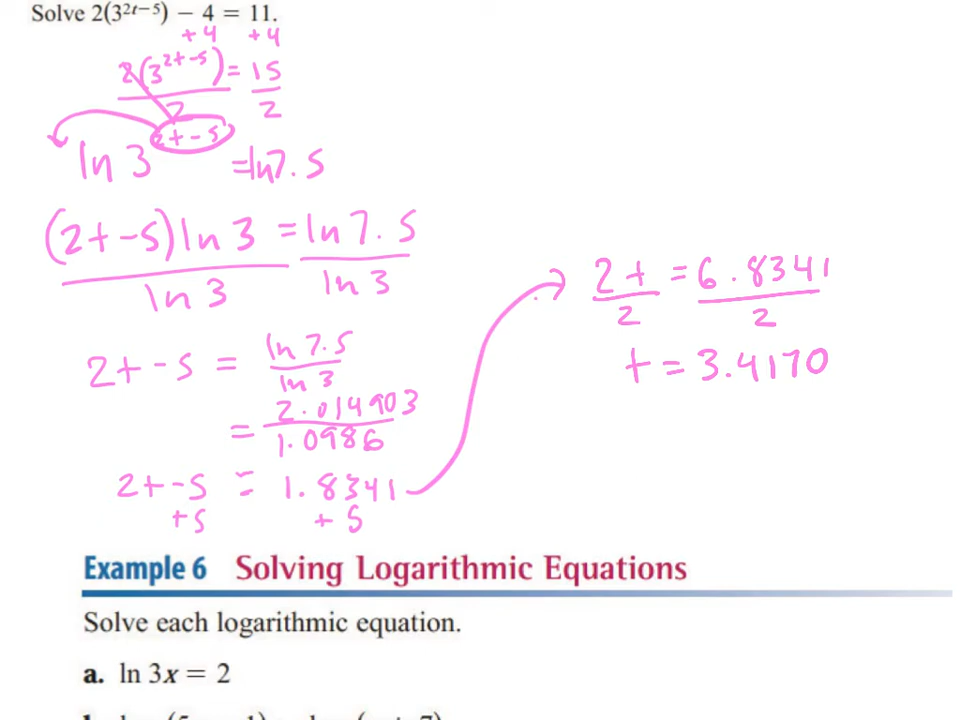 Solve 2(3^{2t−5}) − 4 = 11.
+4 +4
2(3^{2t-5}) = 15
2 2
ln 3^{2t-5} = ln 7.5
(2t-5) ln 3 = ln 7.5
ln 3 ln 3
2t-5 = ln 7.5 / ln 3
= 2.014903 / 1.0986
2t-5 = 1.8341
+5 +5
2t = 6.8341
2 2
t = 3.4170
Example 6 Solving Logarithmic Equations
Solve each logarithmic equation.
a. ln 3x = 2